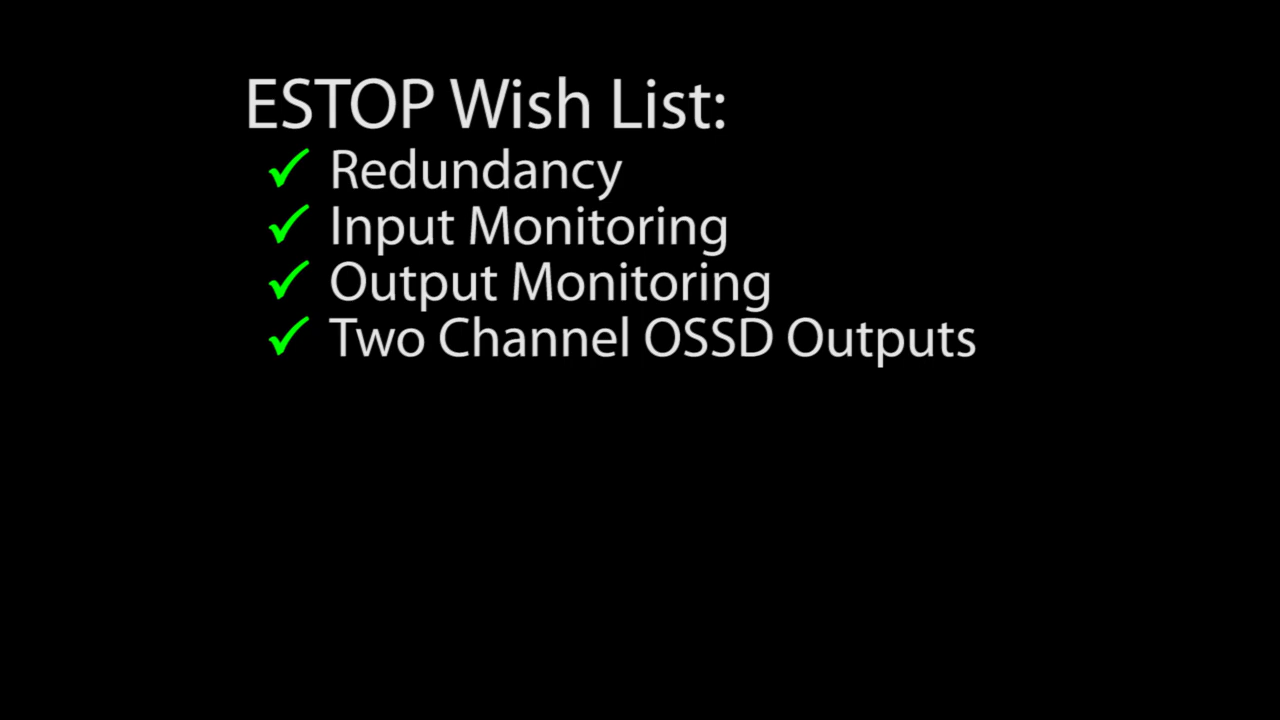 ESTOP Wish List:
✓ Redundancy
✓ Input Monitoring
✓ Output Monitoring
✓ Two Channel OSSD Outputs